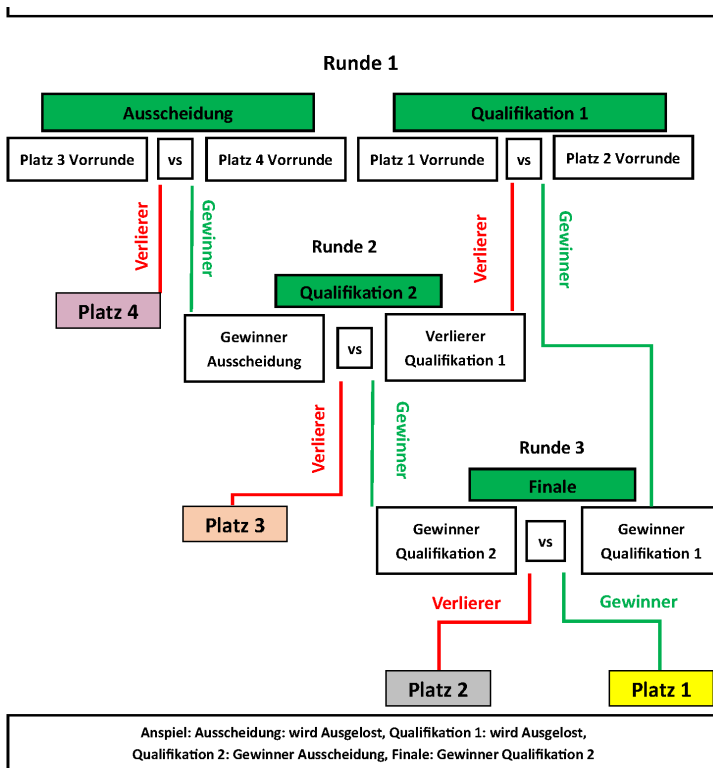 Runde 1
Ausscheidung
Qualifikation 1
Platz 3 Vorrunde
vs
Platz 4 Vorrunde
Platz 1 Vorrunde
vs
Platz 2 Vorrunde
Verlierer
Gewinner
Verlierer
Gewinner
Runde 2
Qualifikation 2
Platz 4
Gewinner
Ausscheidung
vs
Verlierer
Qualifikation 1
Verlierer
Gewinner
Runde 3
Finale
Platz 3
Gewinner
Qualifikation 2
vs
Gewinner
Qualifikation 1
Verlierer
Gewinner
Platz 2
Platz 1
Anspiel: Ausscheidung: wird Ausgelost, Qualifikation 1: wird Ausgelost,
Qualifikation 2: Gewinner Ausscheidung, Finale: Gewinner Qualifikation 2